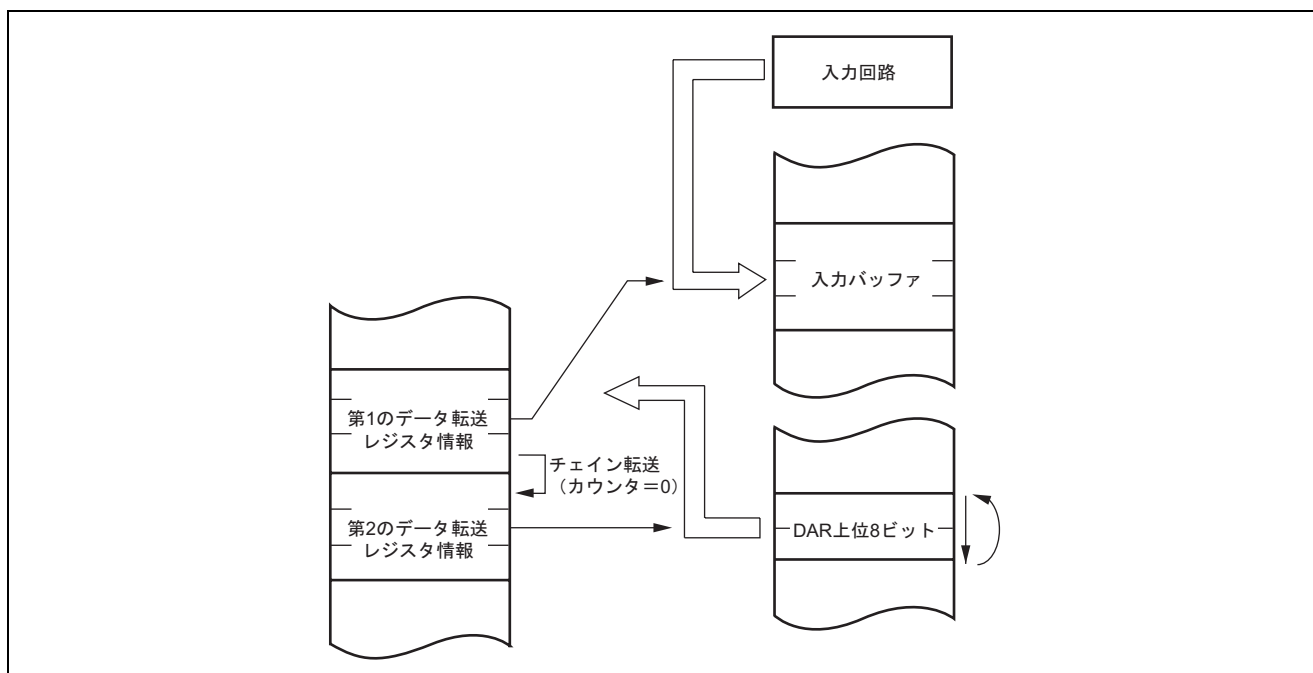 入力回路
入力バッファ
第1のデータ転送
レジスタ情報
チェイン転送
（カウンタ＝0）
第2のデータ転送
レジスタ情報
DAR上位8ビット